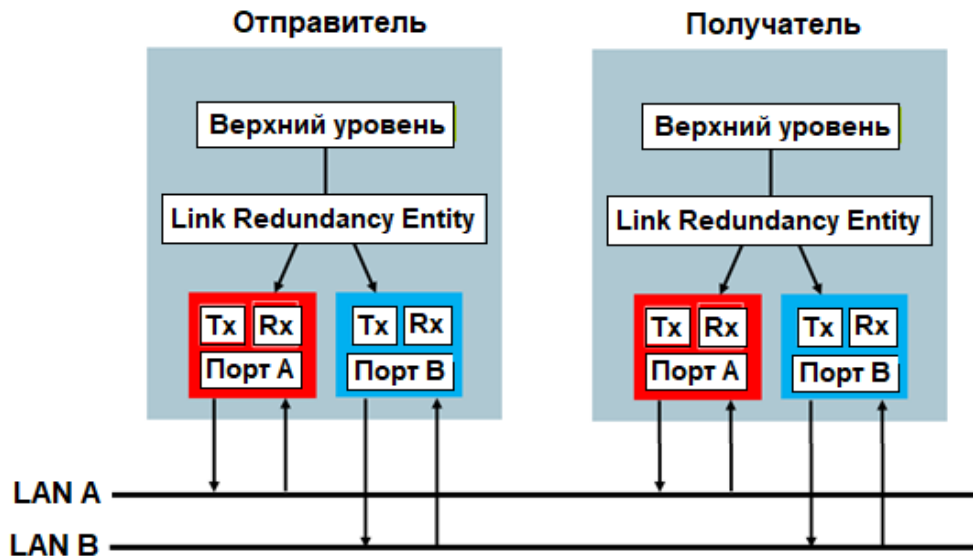 Отправитель
Получатель
Верхний уровень
Верхний уровень
Link Redundancy Entity
Link Redundancy Entity
Tx Rx
Tx Rx
Tx Rx
Tx Rx
Порт A
Порт B
Порт A
Порт B
LAN A
LAN B